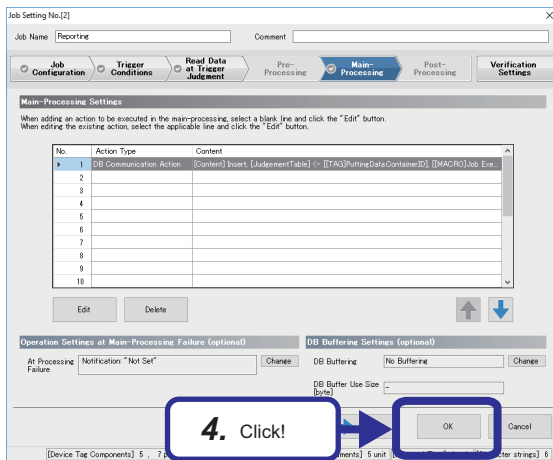 Job Setting No.[2]
Job Name Reporting Comment
Job Configuration Trigger Conditions Read Data at Trigger Judgment Pre-Processing Main-Processing Post-Processing Verification Settings
Main-Processing Settings
When adding an action to be executed in the main-processing, select a blank line and click the "Edit" button.
When editing the existing action, select the applicable line and click the "Edit" button.
No. Action Type Content
1 DB Communication Action [Content] Insert, [JudgementTable] <- [[TAG]PuttingData.ContainerID], [[MACRO]Job Exe...
2
3
4
5
6
7
8
9
10
Edit Delete
Operation Settings at Main-Processing Failure (optional) DB Buffering Settings (optional)
At Processing Failure Notification: "Not Set" Change DB Buffering No Buffering Change
DB Buffer Use Size [byte] -
4. Click!
OK Cancel
[Device Tag Components] 5 , 7 5 unit 6